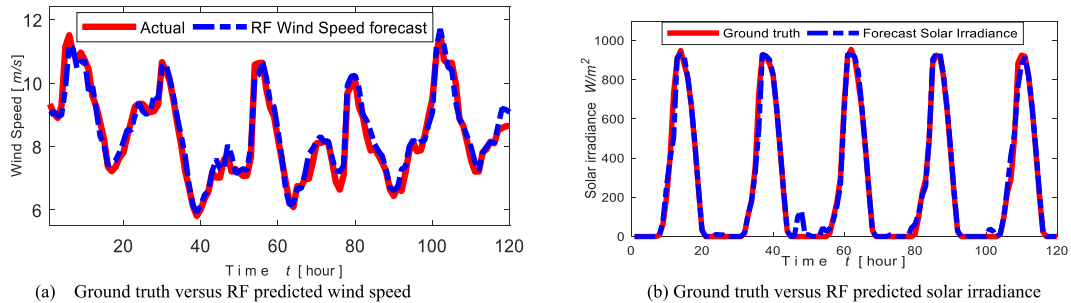 Actual RF Wind Speed forecast
Wind Speed [m/s]
12
10
8
6
20 40 60 80 100 120
Time t [hour]
(a) Ground truth versus RF predicted wind speed
Ground truth Forecast Solar Irradiance
Solar irradiance W/m²
1000
800
600
400
200
0
0 20 40 60 80 100 120
Time t [hour]
(b) Ground truth versus RF predicted solar irradiance